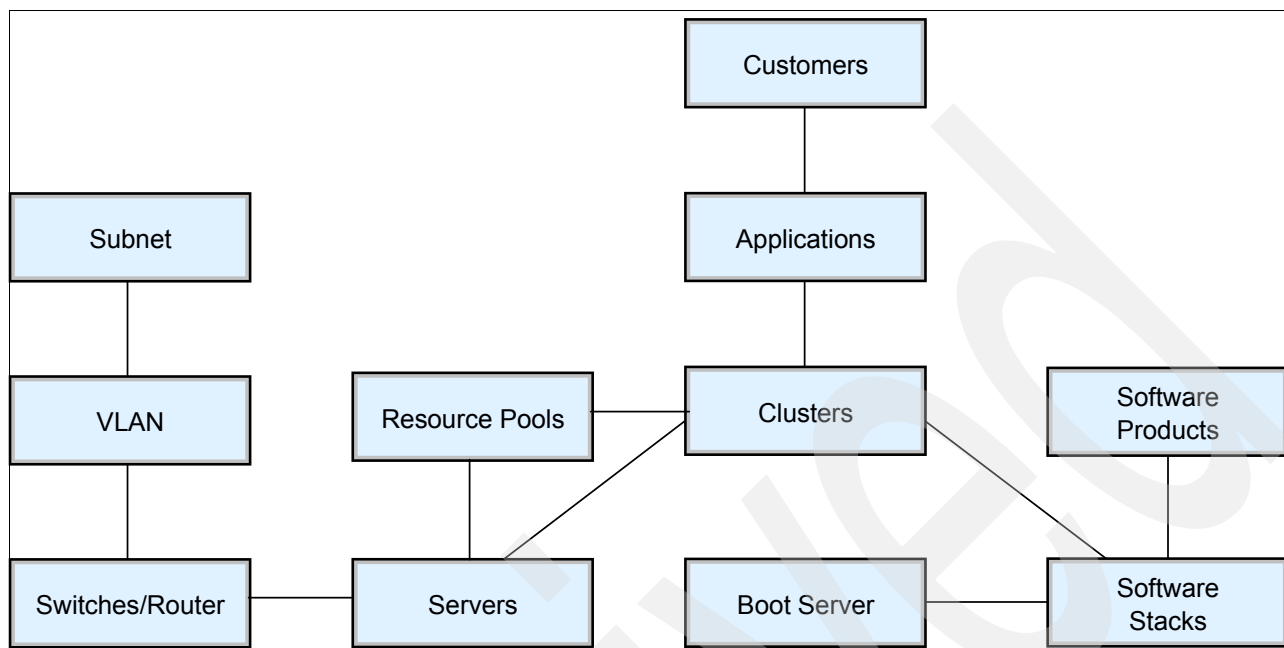 Customers
Subnet
Applications
VLAN
Resource Pools
Clusters
Software
Products
Switches/Router
Servers
Boot Server
Software
Stacks